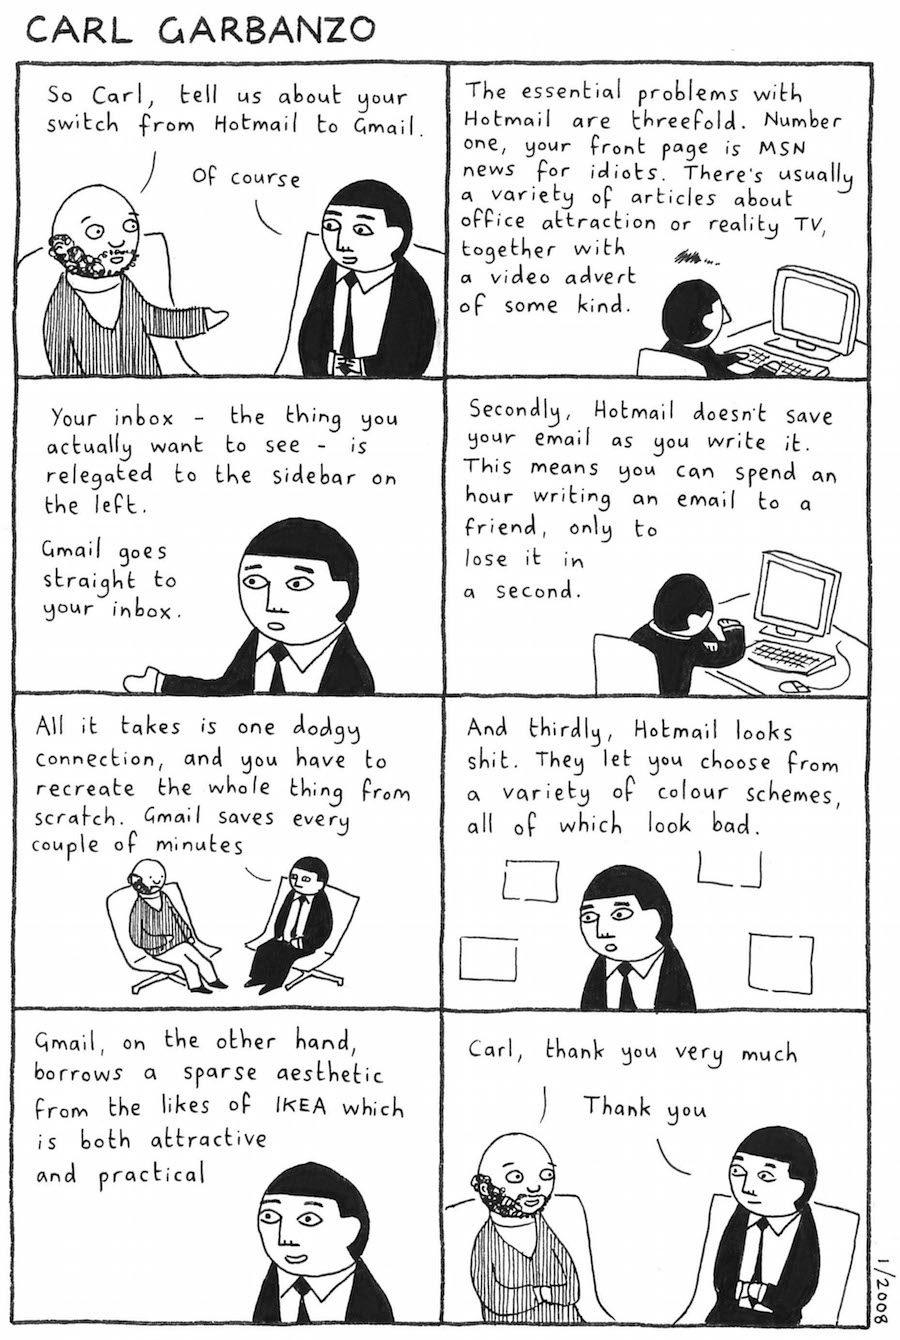 CARL GARBANZO
So Carl, tell us about your
switch from Hotmail to Gmail.
Of course
The essential problems with
Hotmail are threefold. Number
one, your front page is MSN
news for idiots. There's usually
a variety of articles about
office attraction or reality TV,
together with
a video advert
of some kind.
Your inbox - the thing you
actually want to see - is
relegated to the sidebar on
the left.
Gmail goes
straight to
your inbox.
Secondly, Hotmail doesn't save
your email as you write it.
This means you can spend an
hour writing an email to a
friend, only to
lose it in
a second.
All it takes is one dodgy
connection, and you have to
recreate the whole thing from
scratch. Gmail saves every
couple of minutes
And thirdly, Hotmail looks
shit. They let you choose from
a variety of colour schemes,
all of which look bad.
Gmail, on the other hand,
borrows a sparse aesthetic
from the likes of IKEA which
is both attractive
and practical
Carl, thank you very much
Thank you
1/2008